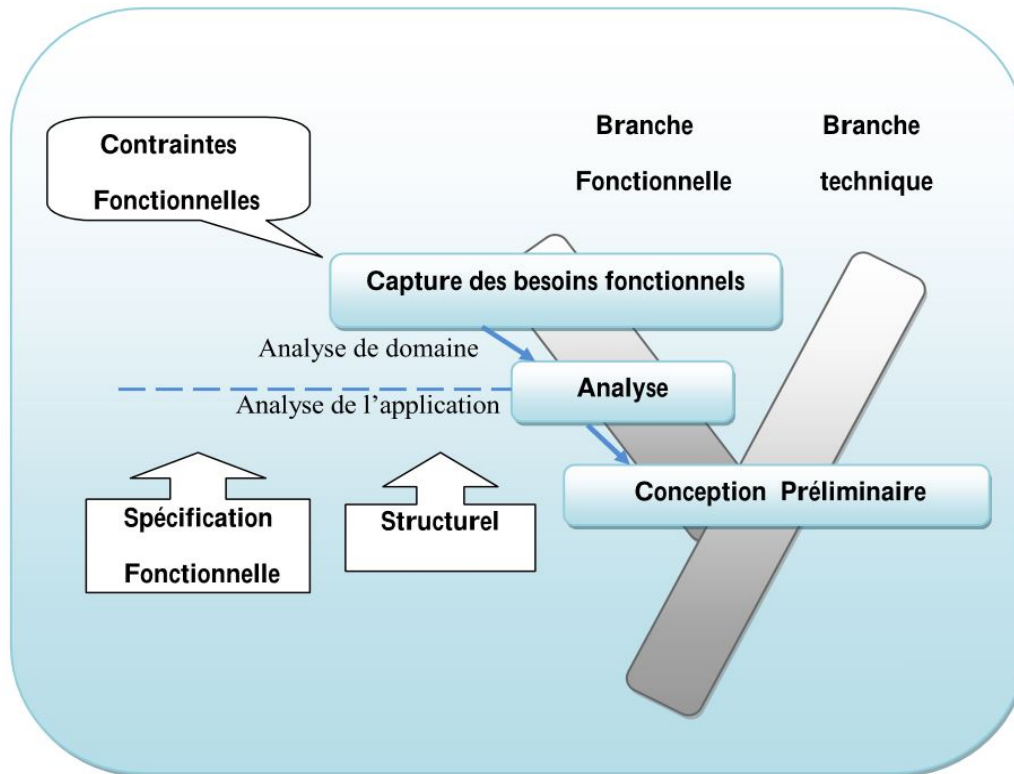 Contraintes
Fonctionnelles
Branche
Fonctionnelle
Branche
technique
Capture des besoins fonctionnels
Analyse de domaine
Analyse
Analyse de l’application
Conception Préliminaire
Spécification
Fonctionnelle
Structurel